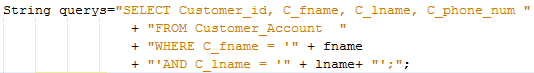 String querys="SELECT Customer_id, C_fname, C_lname, C_phone_num "
+ "FROM Customer_Account  "
+ "WHERE C_fname = '" + fname
+ "'AND C_lname = '" + lname+ "';";